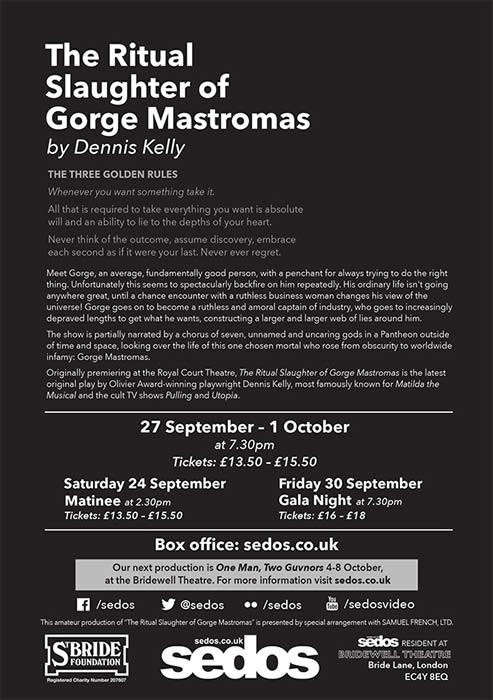 The Ritual
Slaughter of
Gorge Mastromas
by Dennis Kelly
THE THREE GOLDEN RULES
Whenever you want something take it.
All that is required to take everything you want is absolute
will and an ability to lie to the depths of your heart.
Never think of the outcome, assume discovery, embrace
each second as if it were your last. Never ever regret.
Meet Gorge, an average, fundamentally good person, with a penchant for always trying to do the right
thing. Unfortunately this seems to spectacularly backfire on him repeatedly. His ordinary life isn't going
anywhere great, until a chance encounter with a ruthless business woman changes his view of the
universe! Gorge goes on to become a ruthless and amoral captain of industry, who goes to increasingly
depraved lengths to get what he wants, constructing a larger and larger web of lies around him.
The show is partially narrated by a chorus of seven, unnamed and uncaring gods in a Pantheon outside
of time and space, looking over the life of this one chosen mortal who rose from obscurity to worldwide
infamy: Gorge Mastromas.
Originally premiering at the Royal Court Theatre, The Ritual Slaughter of Gorge Mastromas is the latest
original play by Olivier Award-winning playwright Dennis Kelly, most famously known for Matilda the
Musical and the cult TV shows Pulling and Utopia.
27 September – 1 October
at 7.30pm
Tickets: £13.50 – £15.50
Saturday 24 September
Matinee at 2.30pm
Tickets: £13.50 – £15.50
Friday 30 September
Gala Night at 7.30pm
Tickets: £16 – £18
Box office: sedos.co.uk
Our next production is One Man, Two Guvnors 4-8 October,
at the Bridewell Theatre. For more information visit sedos.co.uk
/sedos @sedos /sedos You Tube /sedosvideo
This amateur production of "The Ritual Slaughter of Gorge Mastromas" is presented by special arrangement with SAMUEL FRENCH, LTD.
ST BRIDE
FOUNDATION
Registered Charity Number 207607
sedos.co.uk
sedos
sedos RESIDENT AT
BRIDEWELL THEATRE
Bride Lane, London
EC4Y 8EQ